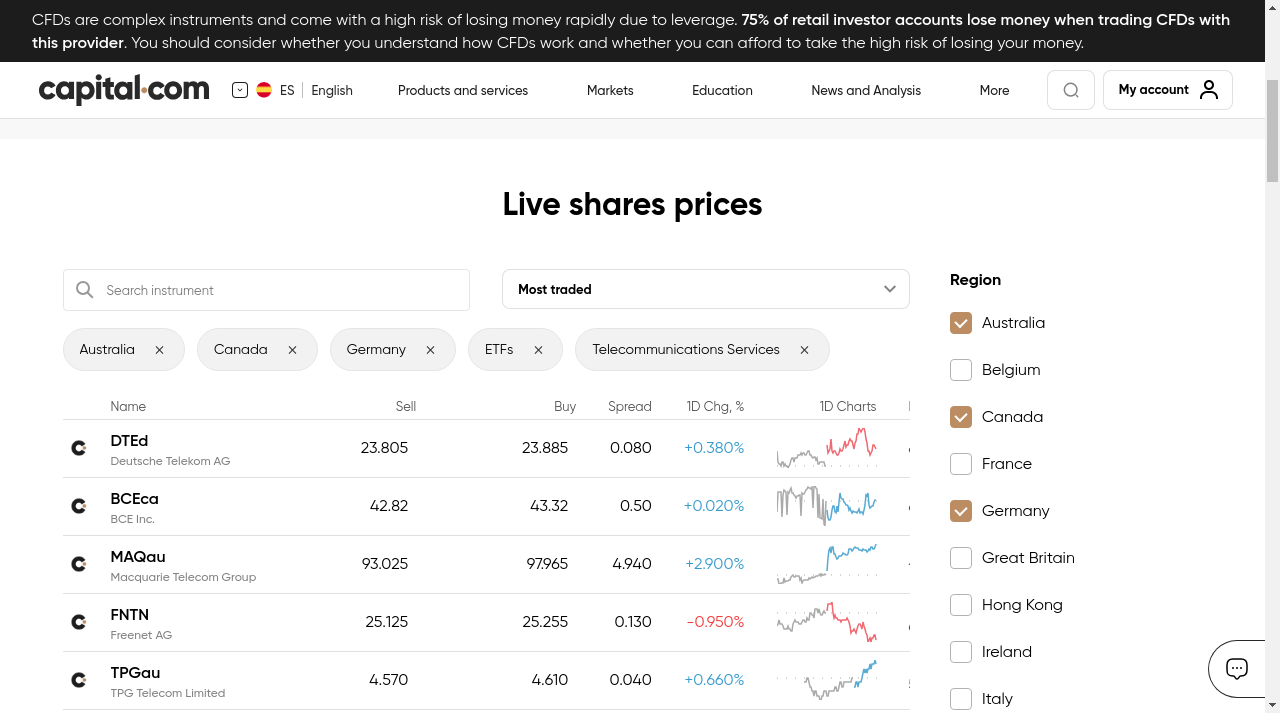 CFDs are complex instruments and come with a high risk of losing money rapidly due to leverage. 75% of retail investor accounts lose money when trading CFDs with
this provider. You should consider whether you understand how CFDs work and whether you can afford to take the high risk of losing your money.
capital.com ES English Products and services Markets Education News and Analysis More My account
Live shares prices
Search instrument
Most traded
Australia Canada Germany ETFs Telecommunications Services
Name Sell Buy Spread 1D Chg, % 1D Charts
DTEd 23.805 23.885 0.080 +0.380%
Deutsche Telekom AG
BCEca 42.82 43.32 0.50 +0.020%
BCE Inc.
MAQau 93.025 97.965 4.940 +2.900%
Macquarie Telecom Group
FNTN 25.125 25.255 0.130 -0.950%
Freenet AG
TPGau 4.570 4.610 0.040 +0.660%
TPG Telecom Limited
Region
Australia
Belgium
Canada
France
Germany
Great Britain
Hong Kong
Ireland
Italy